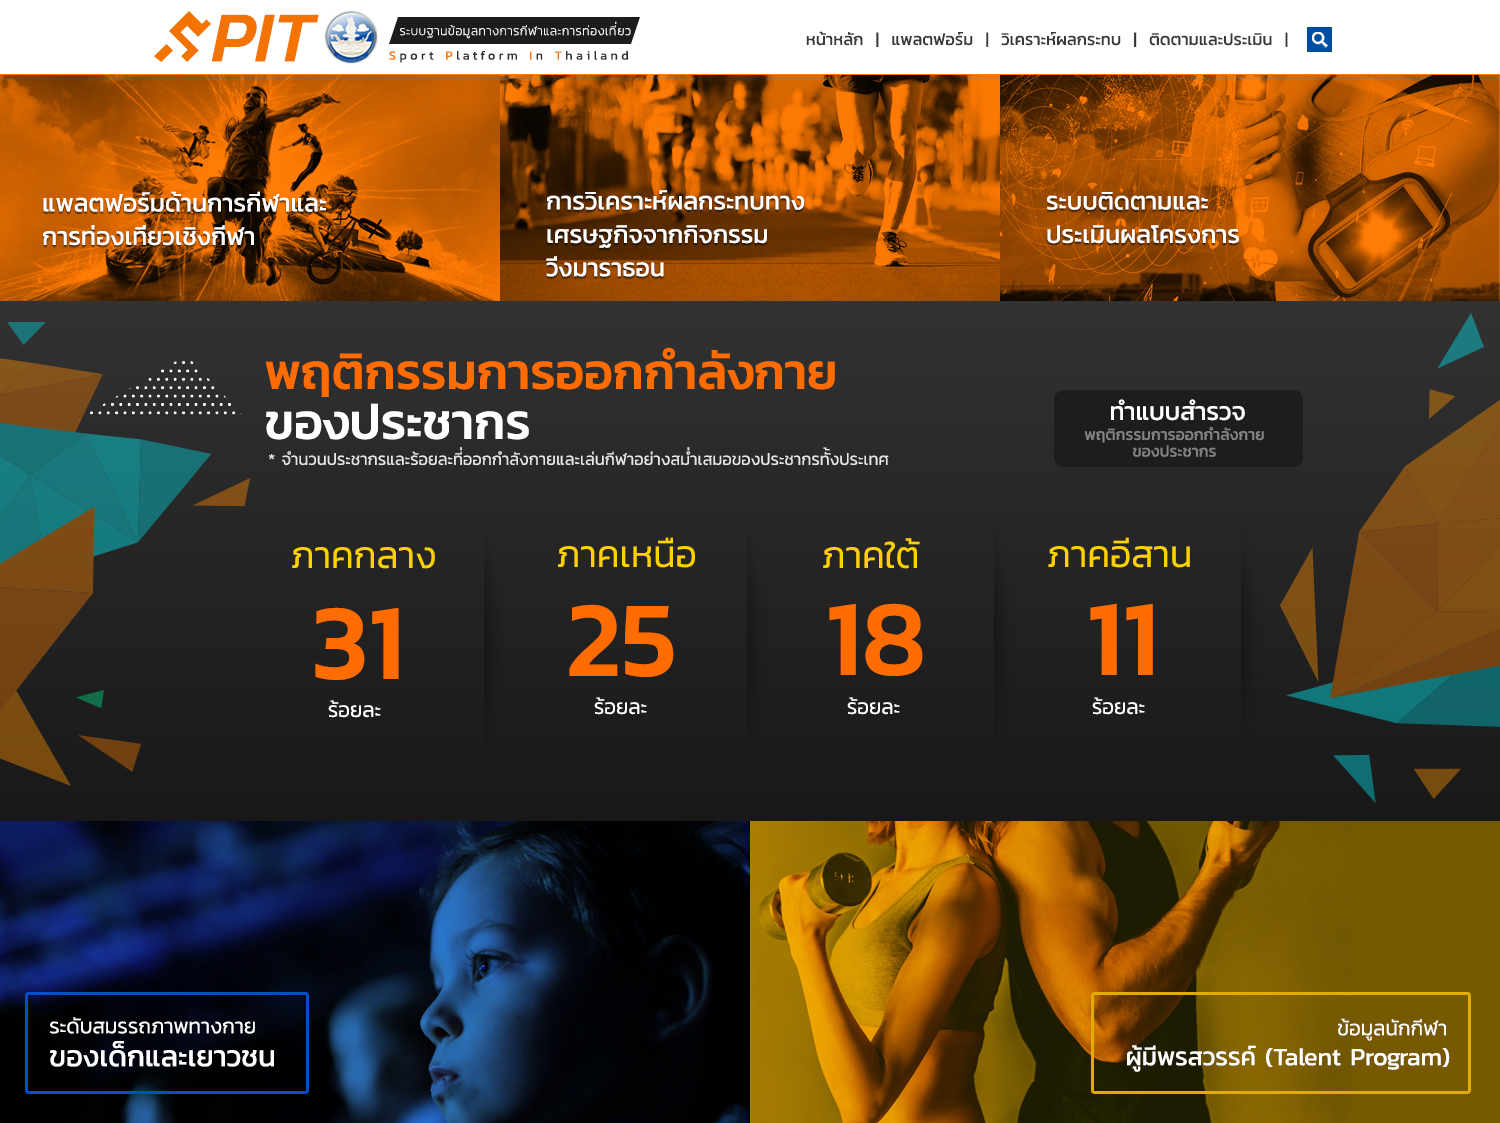 SPIT
ระบบฐานข้อมูลทางการกีฬาและการท่องเที่ยว
Sport Platform In Thailand
หน้าหลัก | แพลตฟอร์ม | วิเคราะห์ผลกระทบ | ติดตามและประเมิน |
แพลตฟอร์มด้านการกีฬาและ
การท่องเที่ยวเชิงกีฬา
การวิเคราะห์ผลกระทบทาง
เศรษฐกิจจากกิจกรรม
วิ่งมาราธอน
ระบบติดตามและ
ประเมินผลโครงการ
พฤติกรรมการออกกำลังกาย
ของประชากร
* จำนวนประชากรและร้อยละที่ออกกำลังกายและเล่นกีฬาอย่างสม่ำเสมอของประชากรทั้งประเทศ
ทำแบบสำรวจ
พฤติกรรมการออกกำลังกาย
ของประชากร
ภาคกลาง
31
ร้อยละ
ภาคเหนือ
25
ร้อยละ
ภาคใต้
18
ร้อยละ
ภาคอีสาน
11
ร้อยละ
ระดับสมรรถภาพทางกาย
ของเด็กและเยาวชน
ข้อมูลนักกีฬา
ผู้มีพรสวรรค์ (Talent Program)